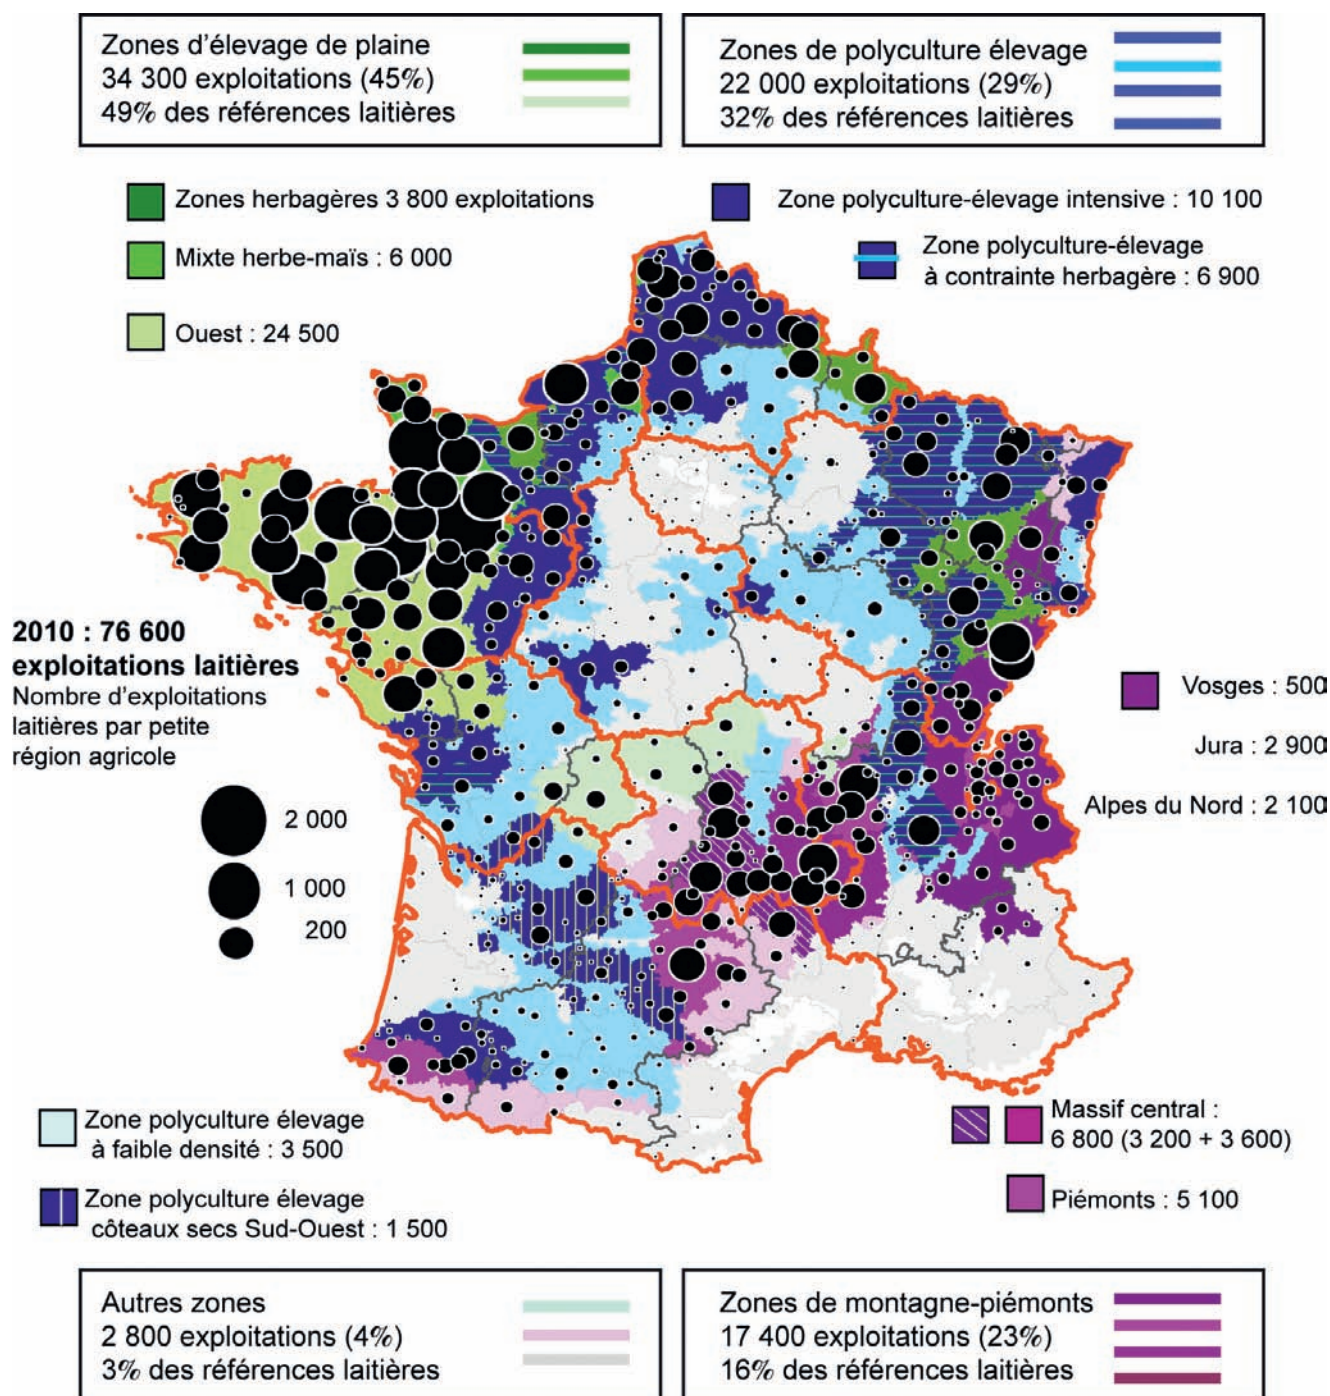 Zones d'élevage de plaine
34 300 exploitations (45%)
49% des références laitières
Zones de polyculture élevage
22 000 exploitations (29%)
32% des références laitières
Zones herbagères 3 800 exploitations
Mixte herbe-maïs : 6 000
Ouest : 24 500
Zone polyculture-élevage intensive : 10 100
Zone polyculture-élevage
à contrainte herbagère : 6 900
2010 : 76 600
exploitations laitières
Nombre d'exploitations
laitières par petite
région agricole
2 000
1 000
200
Vosges : 500
Jura : 2 900
Alpes du Nord : 2 100
Zone polyculture élevage
à faible densité : 3 500
Zone polyculture élevage
côteaux secs Sud-Ouest : 1 500
Massif central :
6 800 (3 200 + 3 600)
Piémonts : 5 100
Autres zones
2 800 exploitations (4%)
3% des références laitières
Zones de montagne-piémonts
17 400 exploitations (23%)
16% des références laitières